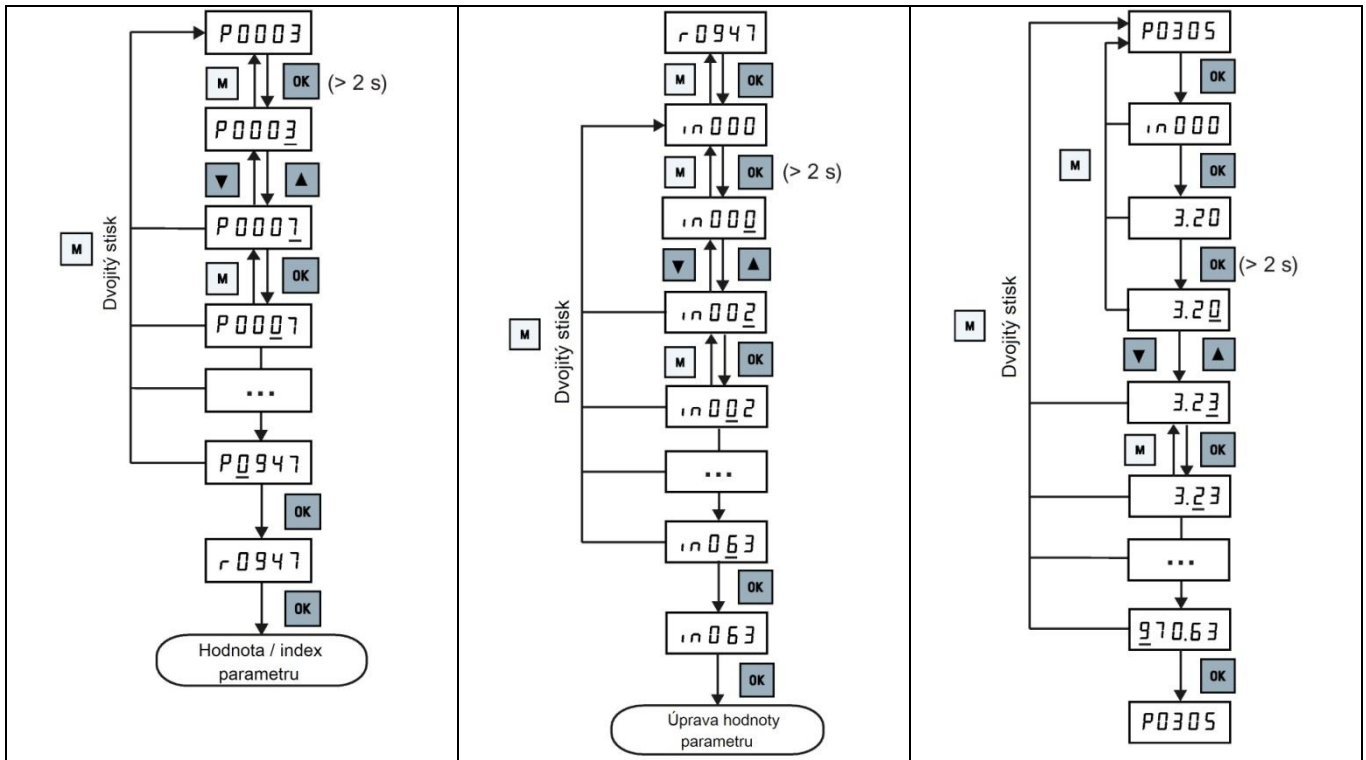 P0003
M
OK (> 2 s)
P0003
▼
▲
P0007
M
OK
P0007
...
P0947
OK
r0947
OK
Hodnota / index
parametru
M
Dvojitý stisk
r0947
M
OK
in000
M
OK (> 2 s)
in000
▼
▲
in002
M
OK
in002
...
in063
OK
in063
OK
Úprava hodnoty
parametru
M
Dvojitý stisk
P0305
OK
in000
M
OK
3.20
OK (> 2 s)
3.20
▼
▲
3.23
M
OK
3.23
...
970.63
OK
P0305
M
Dvojitý stisk